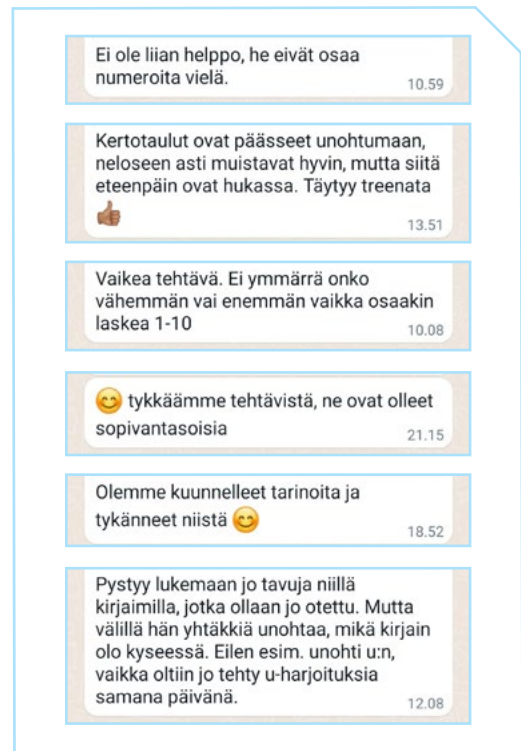 Ei ole liian helppo, he eivät osaa
numeroita vielä.
10.59
Kertotaulut ovat päässeet unohtumaan,
neloseen asti muistavat hyvin, mutta siitä
eteenpäin ovat hukassa. Täytyy treenata
👍🏽
13.51
Vaikea tehtävä. Ei ymmärrä onko
vähemmän vai enemmän vaikka osaakin
laskea 1-10
10.08
😊 tykkäämme tehtävistä, ne ovat olleet
sopivantasoisia
21.15
Olemme kuunnelleet tarinoita ja
tykänneet niistä 😊
18.52
Pystyy lukemaan jo tavuja niillä
kirjaimilla, jotka ollaan jo otettu. Mutta
välillä hän yhtäkkiä unohtaa, mikä kirjain
olo kyseessä. Eilen esim. unohti u:n,
vaikka oltiin jo tehty u-harjoituksia
samana päivänä.
12.08